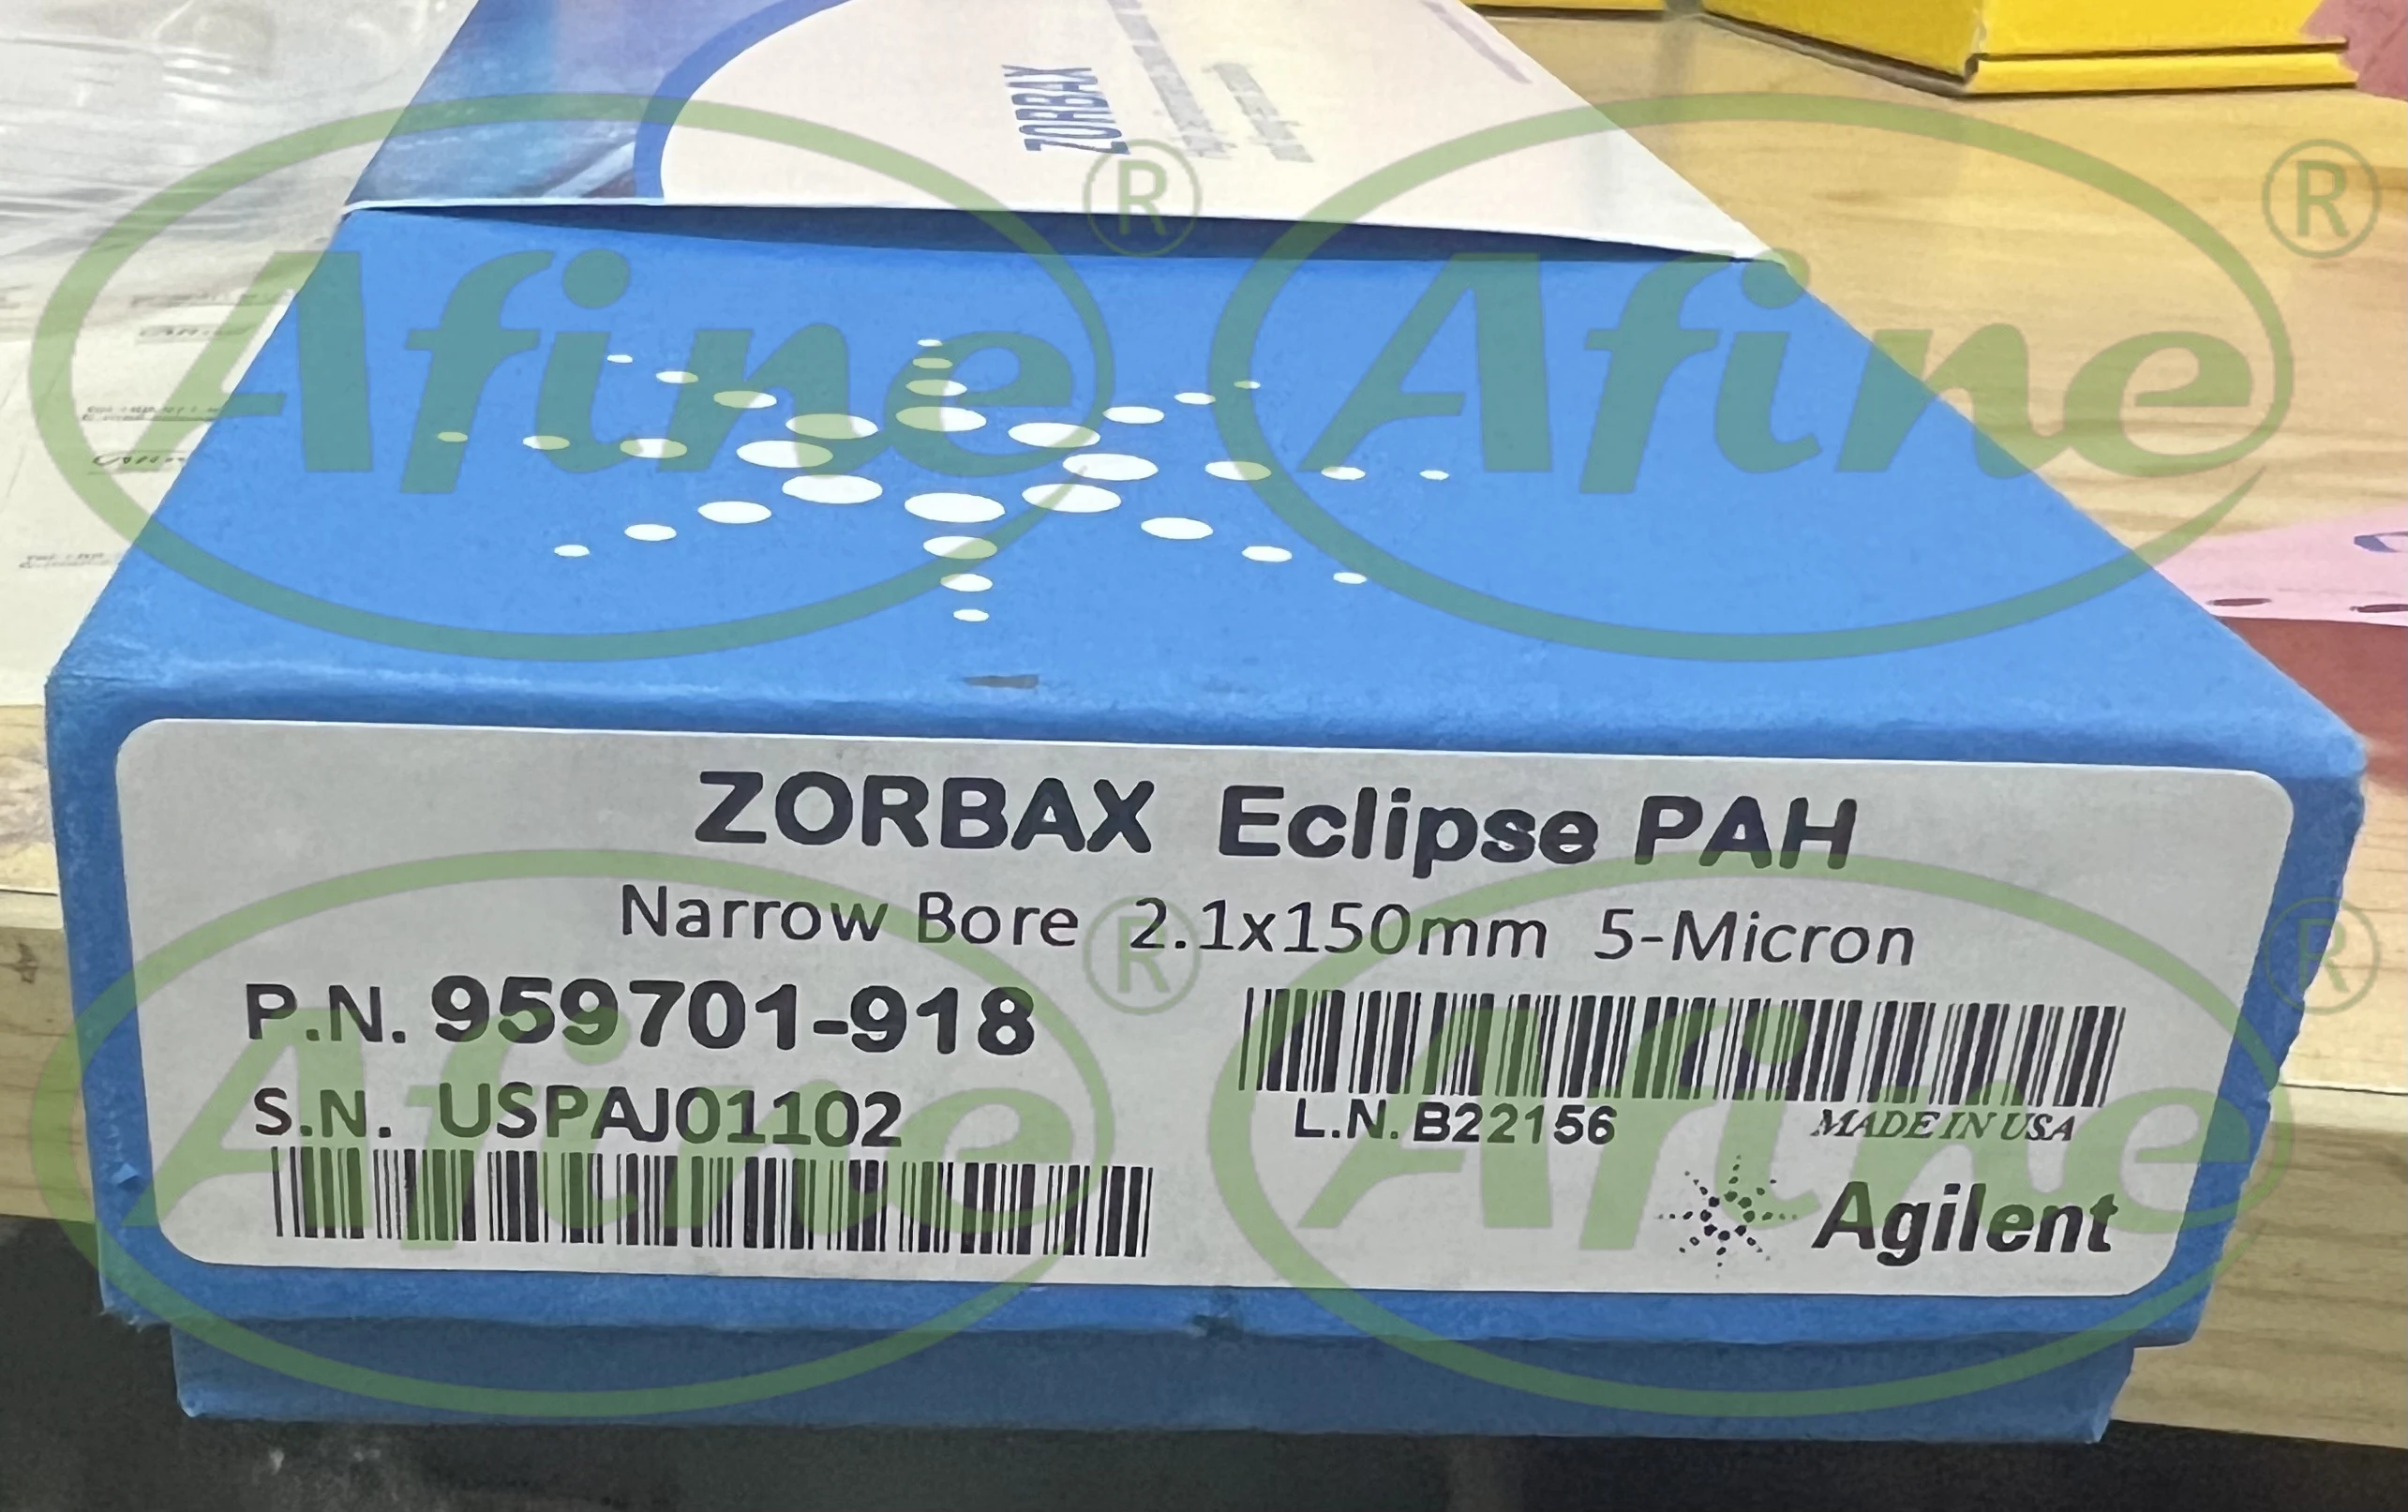 ZORBAX
Afine ®
Afine ®
ZORBAX Eclipse PAH
Narrow Bore 2.1x150mm 5-Micron
P.N. 959701-918
S.N. USPAJ01102
L.N. B22156
MADE IN USA
Agilent
Afine ®
Afine ®